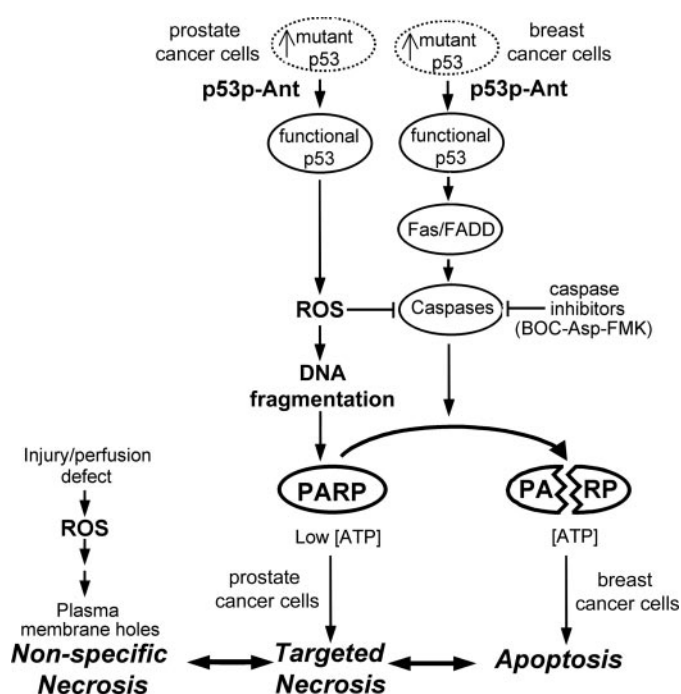 prostate
cancer cells
↑mutant
p53
↑mutant
p53
breast
cancer cells
p53p-Ant
p53p-Ant
functional
p53
functional
p53
Fas/FADD
ROS
Caspases
caspase
inhibitors
(BOC-Asp-FMK)
DNA
fragmentation
Injury/perfusion
defect
ROS
Plasma
membrane holes
PARP
PA RP
Low [ATP]
[ATP]
prostate
cancer cells
breast
cancer cells
Non-specific
Necrosis
Targeted
Necrosis
Apoptosis